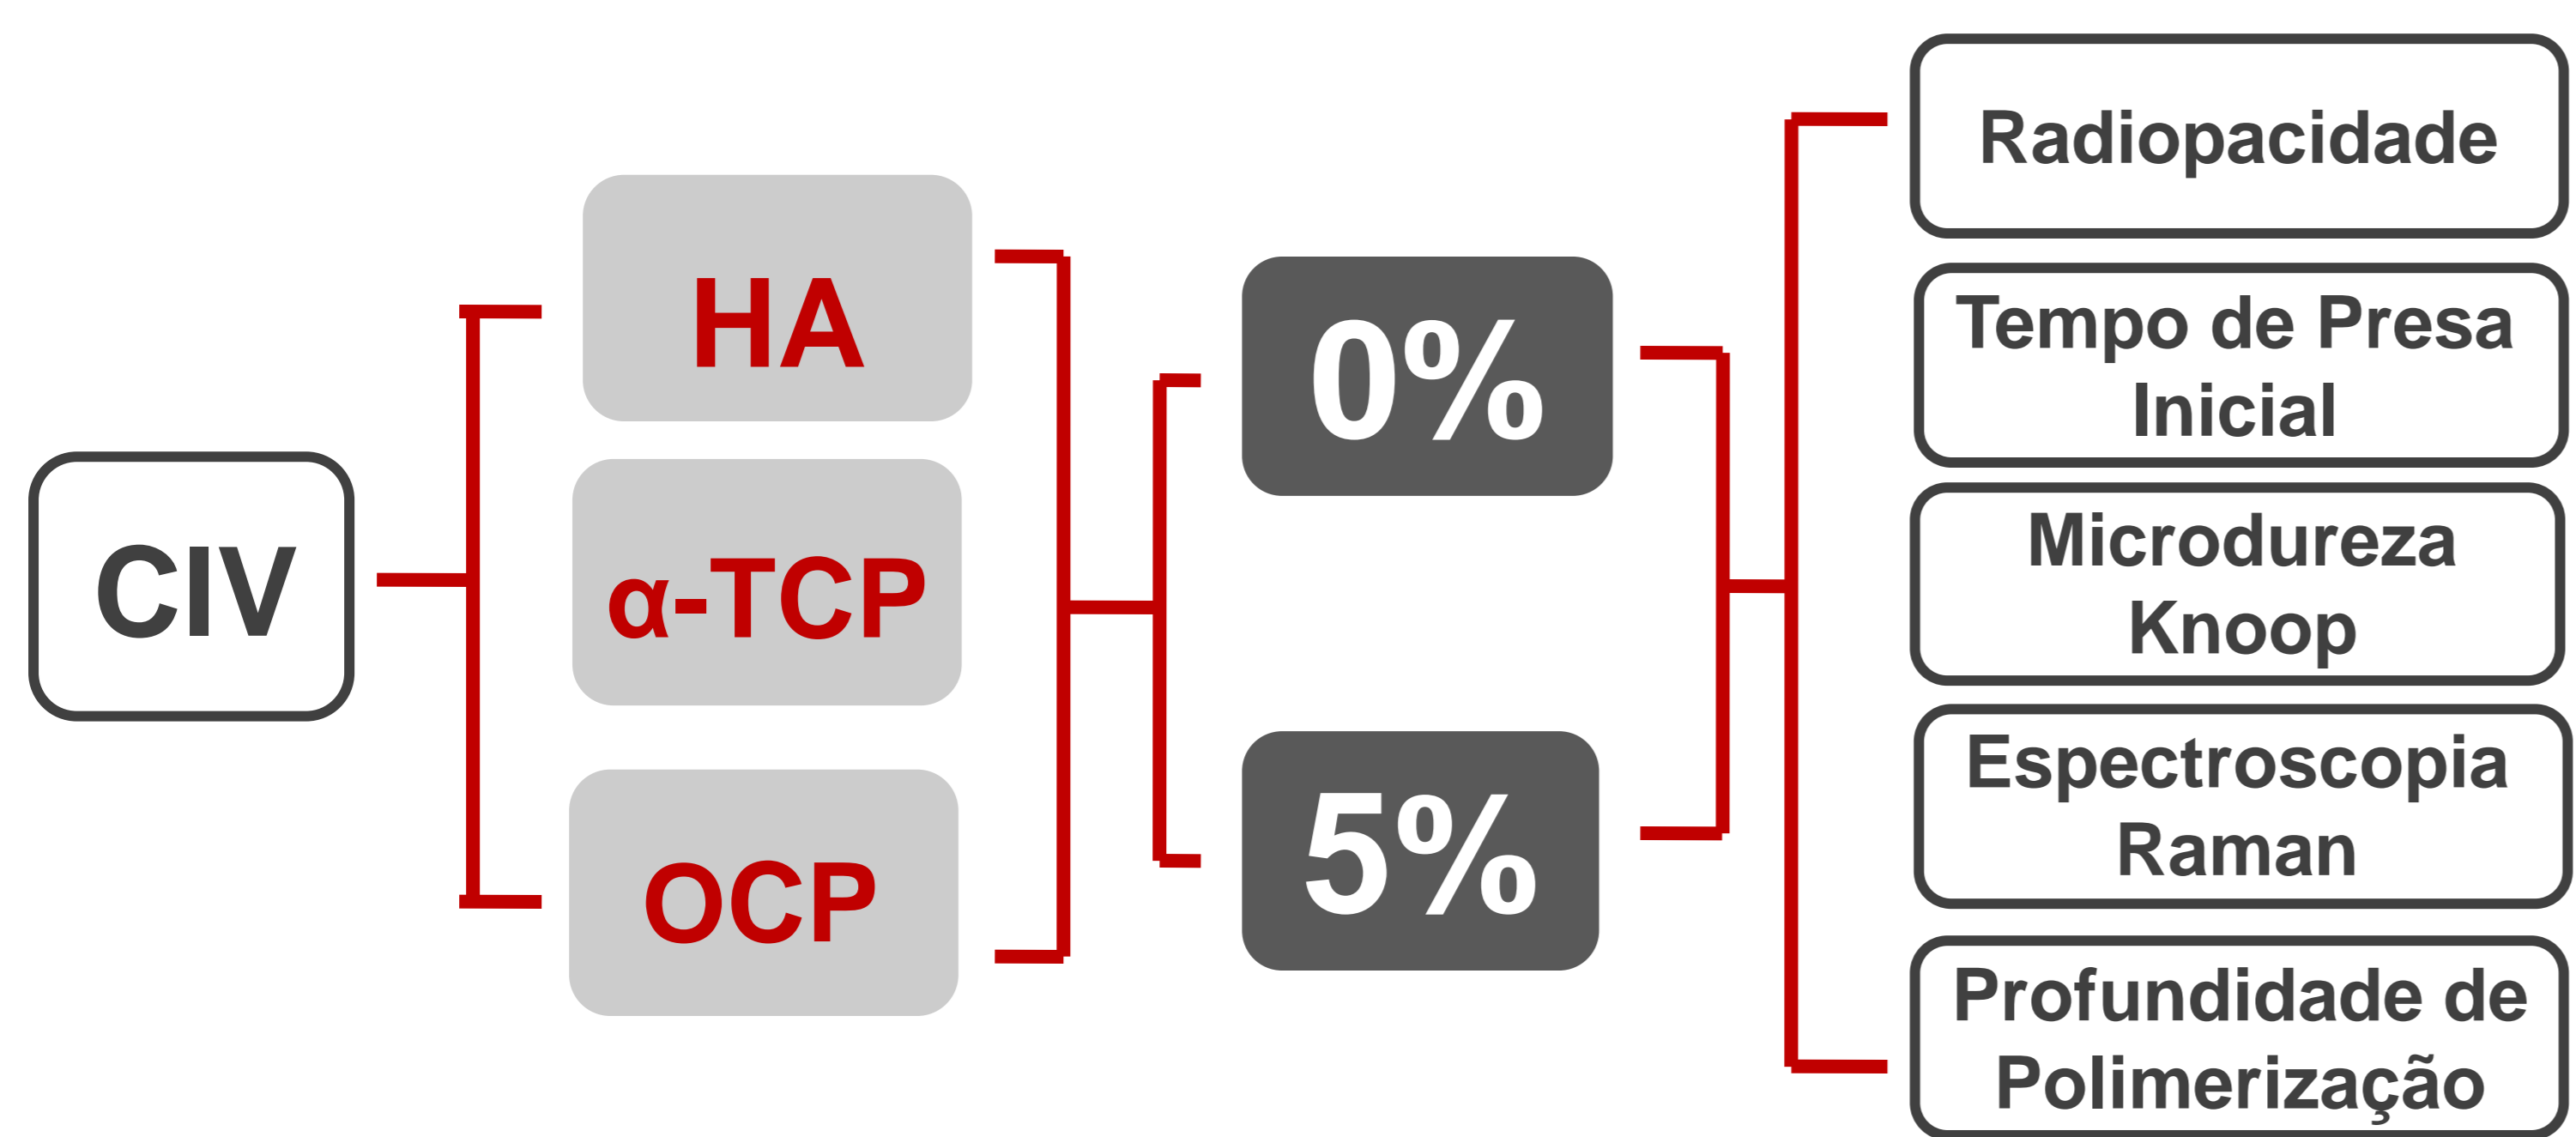 CIV
HA
α-TCP
OCP
0%
5%
Radiopacidade
Tempo de Presa
Inicial
Microdureza
Knoop
Espectroscopia
Raman
Profundidade de
Polimerização